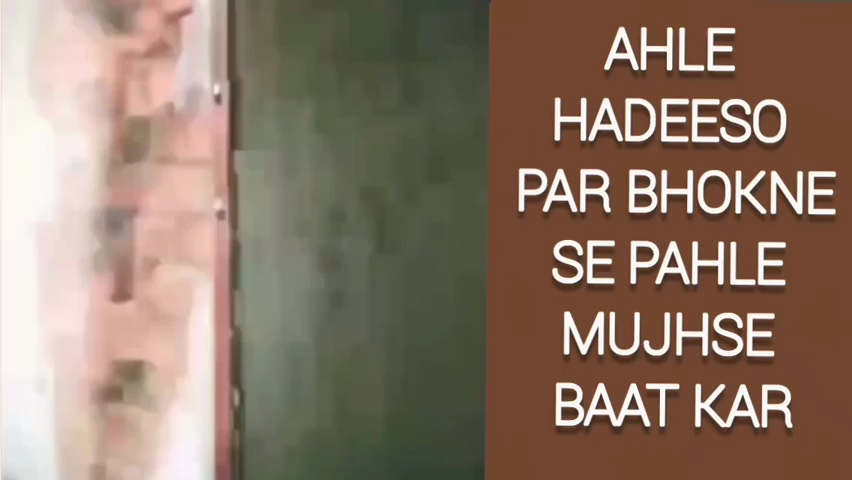 AHLE
HADEESO
PAR BHOKNE
SE PAHLE
MUJHSE
BAAT KAR